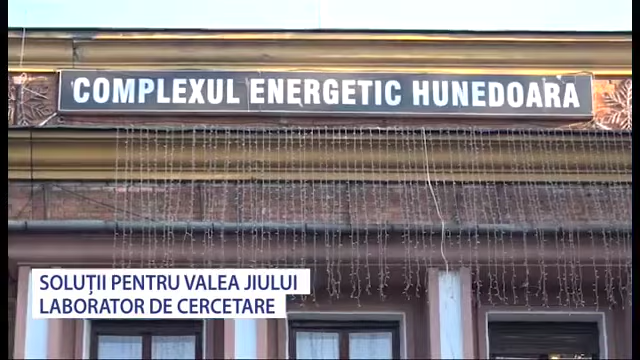 COMPLEXUL ENERGETIC HUNEDOARA
SOLUȚII PENTRU VALEA JIULUI
LABORATOR DE CERCETARE